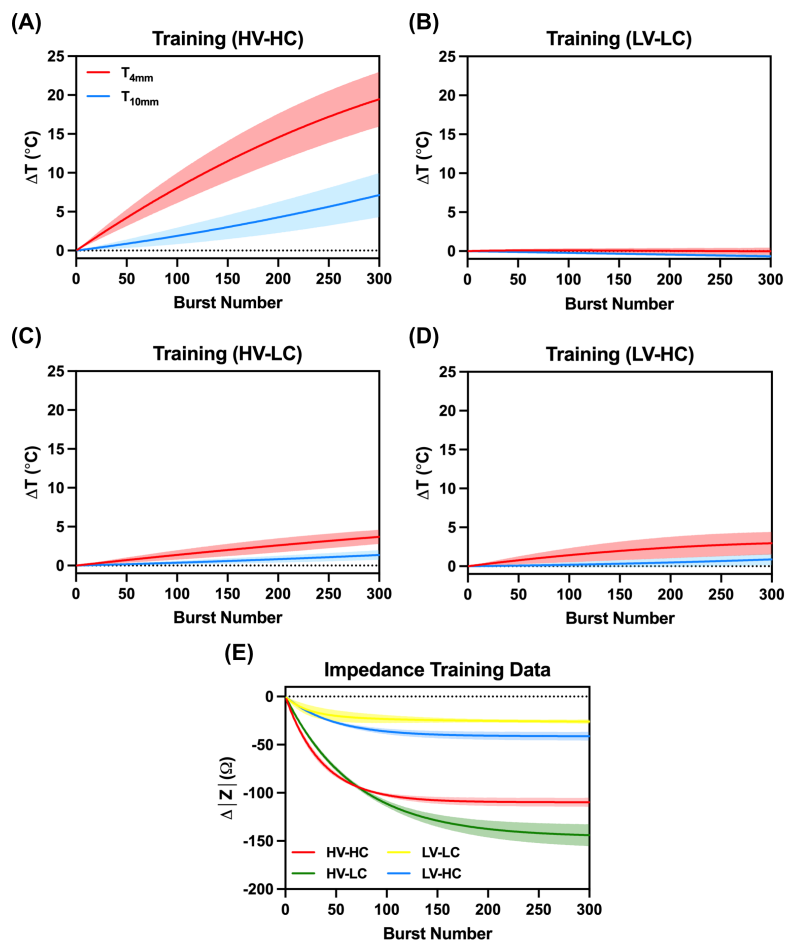 (A)
Training (HV-HC)
25
20
15
10
5
0
ΔT (°C)
T4mm
T10mm
0 50 100 150 200 250 300
Burst Number
(B)
Training (LV-LC)
25
20
15
10
5
0
ΔT (°C)
0 50 100 150 200 250 300
Burst Number
(C)
Training (HV-LC)
25
20
15
10
5
0
ΔT (°C)
0 50 100 150 200 250 300
Burst Number
(D)
Training (LV-HC)
25
20
15
10
5
0
ΔT (°C)
0 50 100 150 200 250 300
Burst Number
(E)
Impedance Training Data
0
-50
-100
-150
-200
Δ|Z|(Ω)
HV-HC LV-LC
HV-LC LV-HC
0 50 100 150 200 250 300
Burst Number